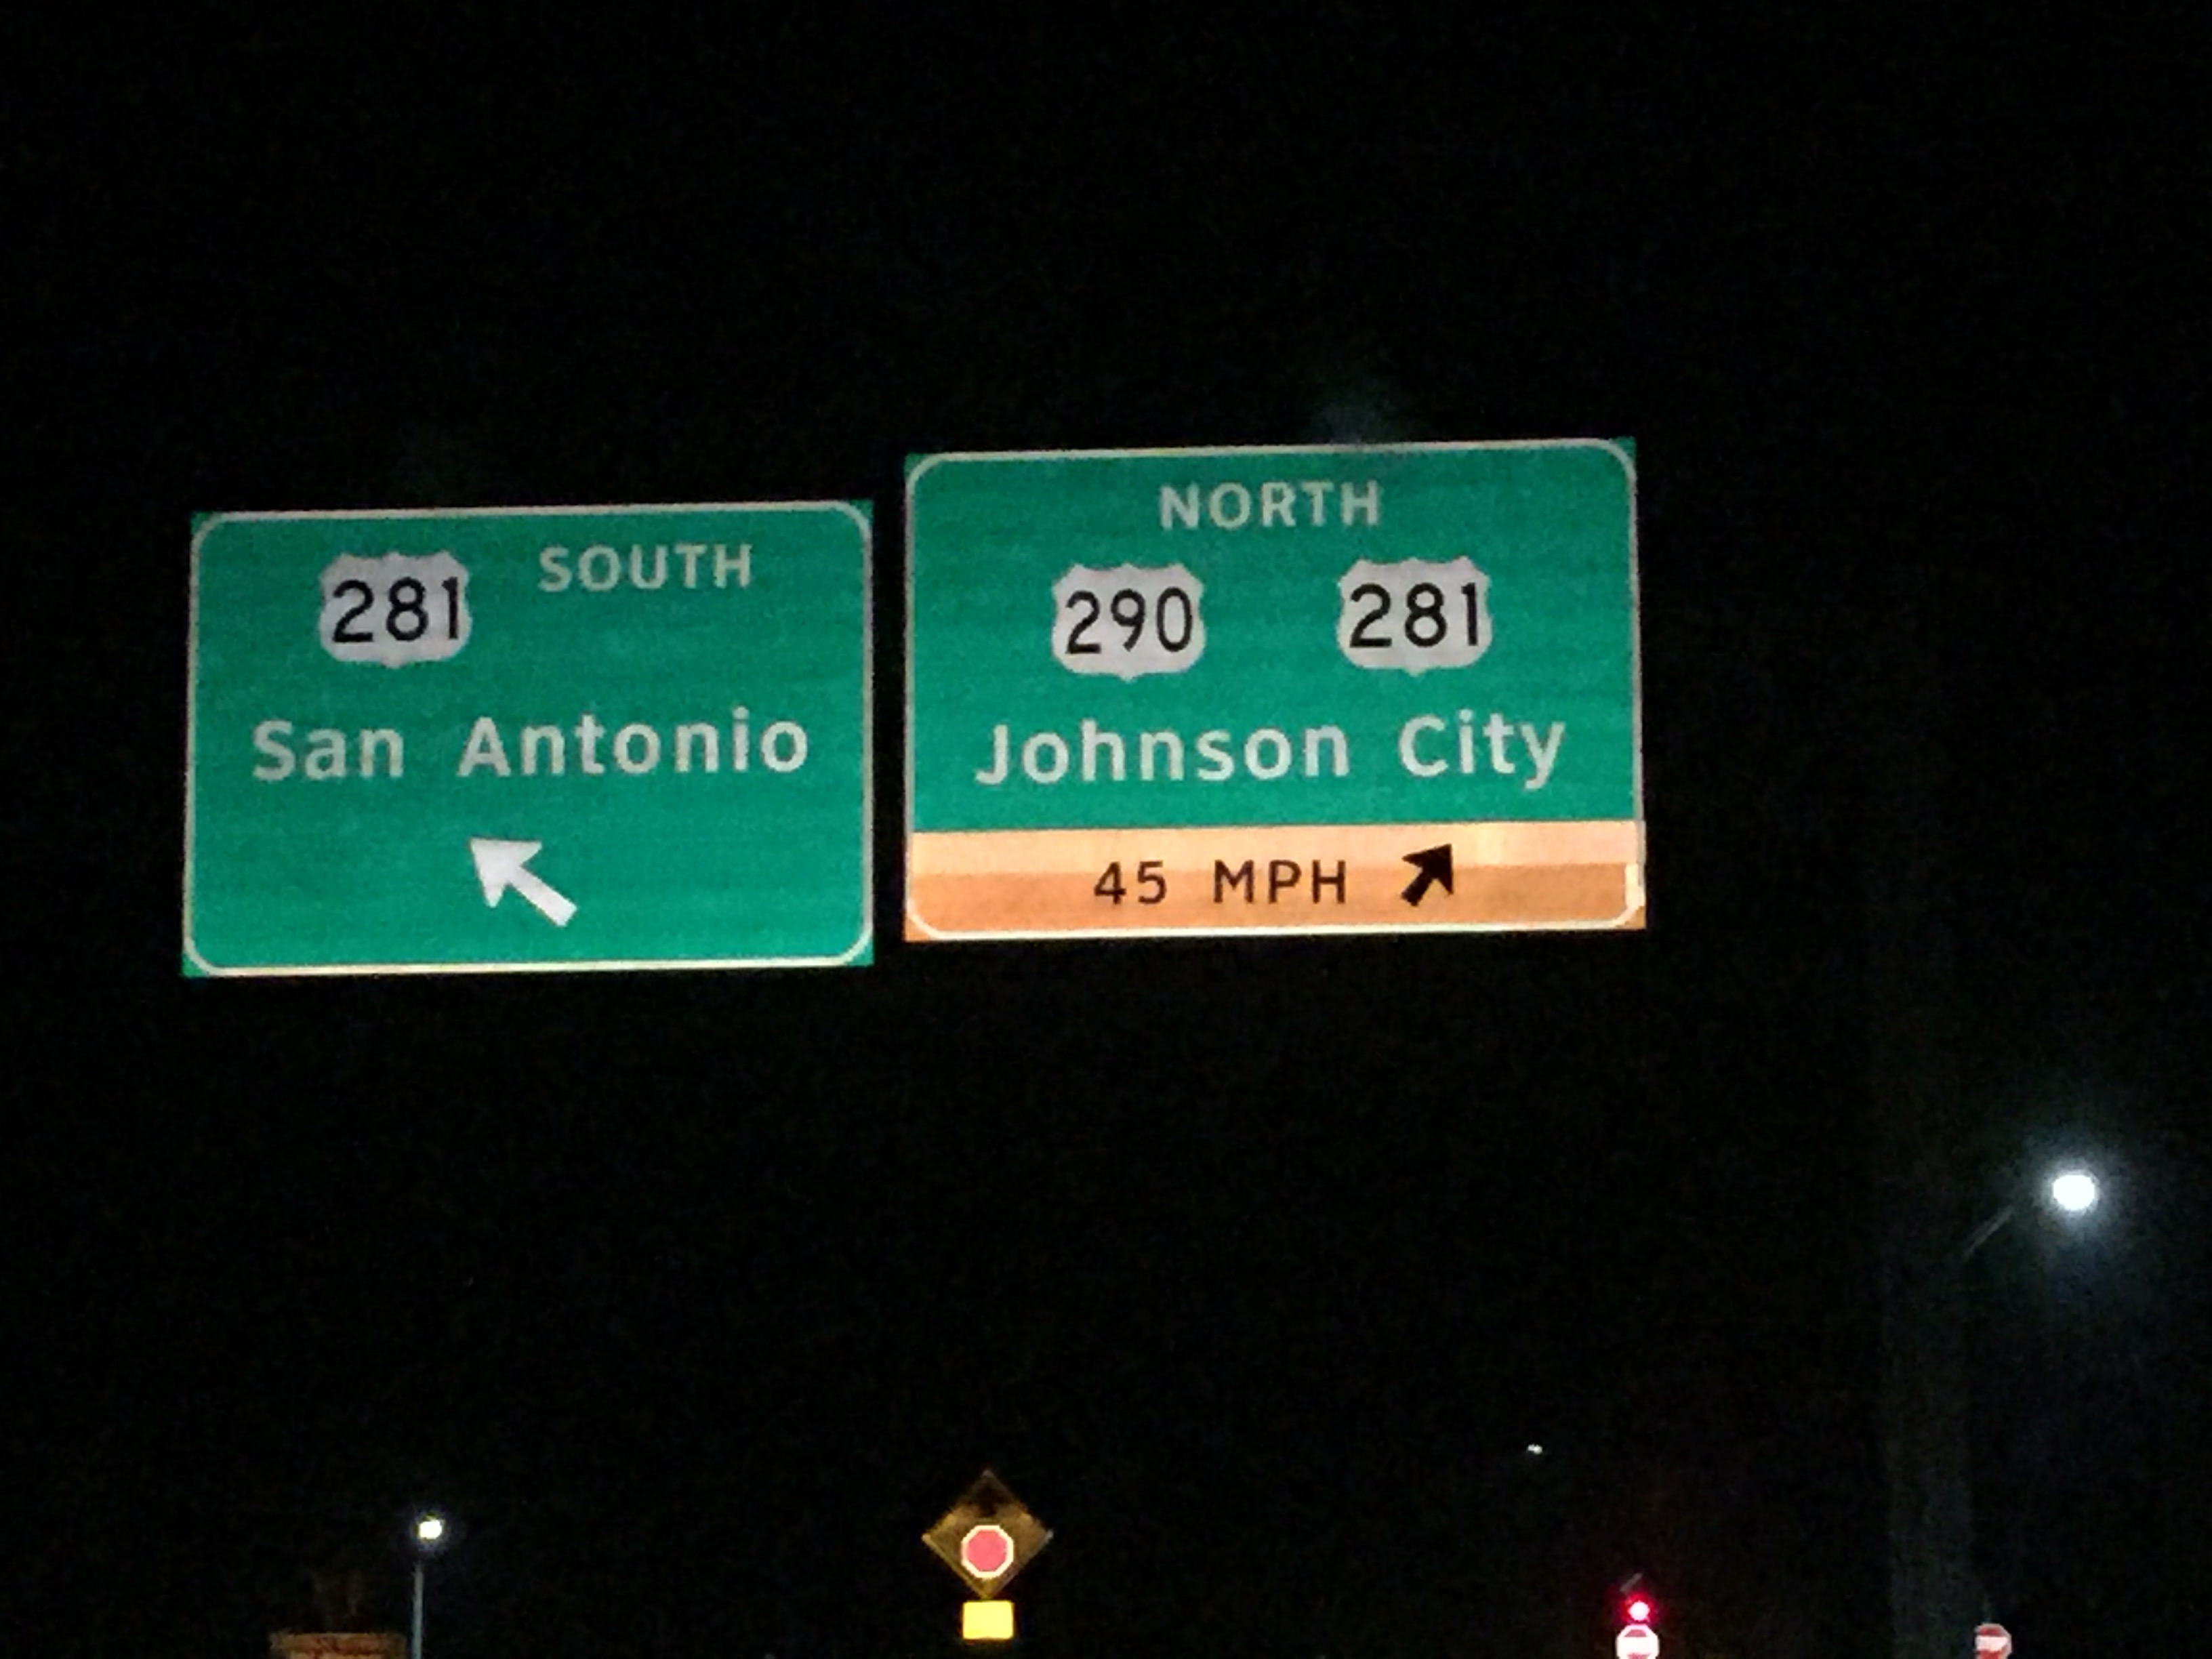 281 SOUTH
San Antonio
NORTH
290 281
Johnson City
45 MPH